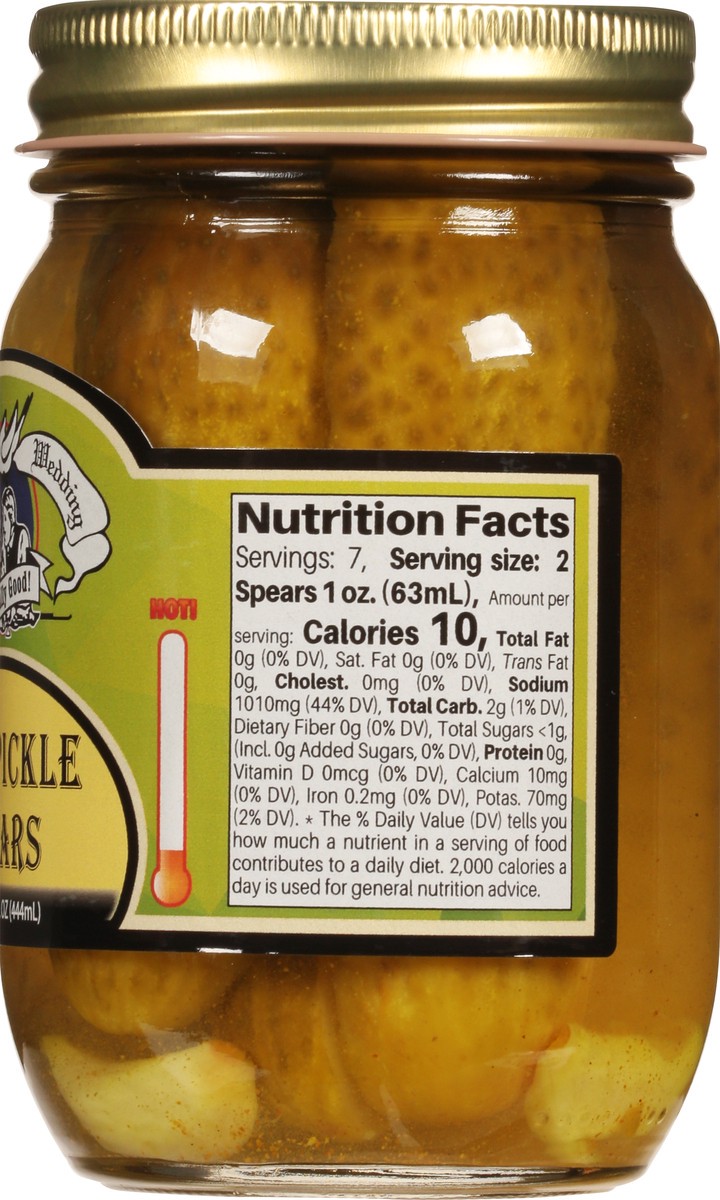 Wedding
Good!
HOT!
ICKLE
ARS
OZ (444mL)
Nutrition Facts
Servings: 7, Serving size: 2
Spears 1 oz. (63mL), Amount per
serving: Calories 10, Total Fat
0g (0% DV), Sat. Fat 0g (0% DV), Trans Fat
0g, Cholest. 0mg (0% DV), Sodium
1010mg (44% DV), Total Carb. 2g (1% DV),
Dietary Fiber 0g (0% DV), Total Sugars <1g,
(Incl. 0g Added Sugars, 0% DV), Protein 0g,
Vitamin D 0mcg (0% DV), Calcium 10mg
(0% DV), Iron 0.2mg (0% DV), Potas. 70mg
(2% DV). * The % Daily Value (DV) tells you
how much a nutrient in a serving of food
contributes to a daily diet. 2,000 calories a
day is used for general nutrition advice.